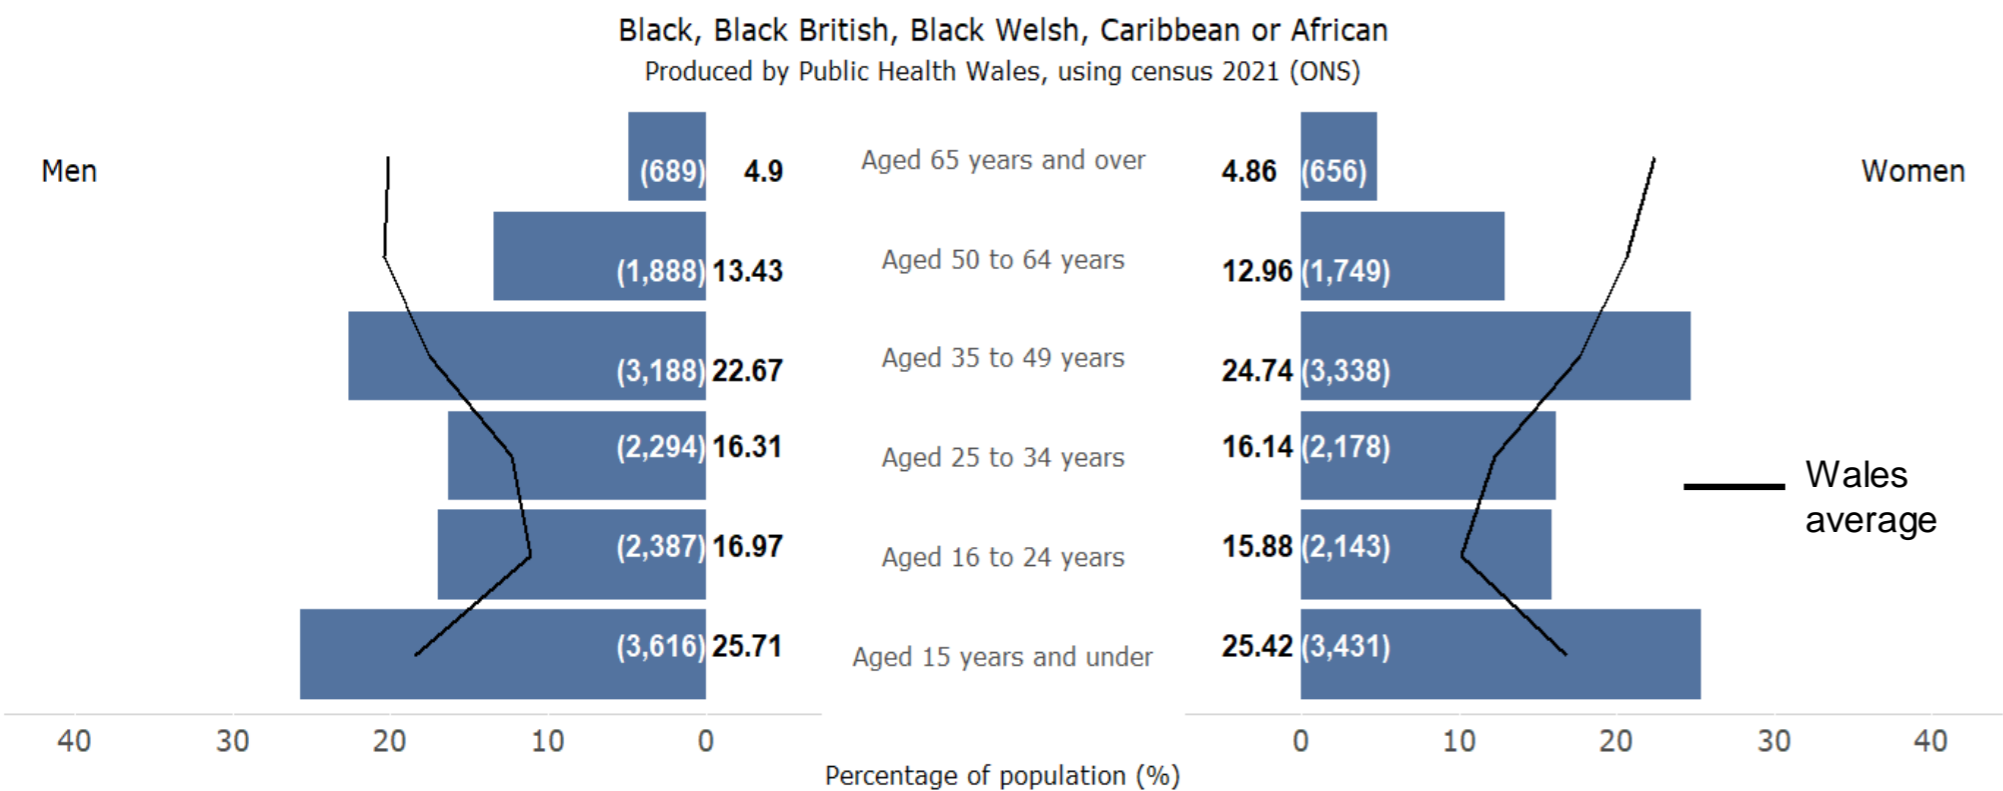 Black, Black British, Black Welsh, Caribbean or African
Produced by Public Health Wales, using census 2021 (ONS)
Men
(689) 4.9 Aged 65 years and over 4.86 (656)
Women
(1,888) 13.43 Aged 50 to 64 years 12.96 (1,749)
(3,188) 22.67 Aged 35 to 49 years 24.74 (3,338)
(2,294) 16.31 Aged 25 to 34 years 16.14 (2,178)
Wales
average
(2,387) 16.97 Aged 16 to 24 years 15.88 (2,143)
(3,616) 25.71 Aged 15 years and under 25.42 (3,431)
40 30 20 10 0 0 10 20 30 40
Percentage of population (%)